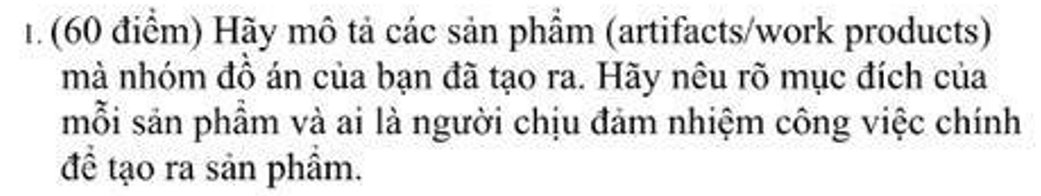 1. (60 điểm) Hãy mô tả các sản phẩm (artifacts/work products)
mà nhóm đồ án của bạn đã tạo ra. Hãy nêu rõ mục đích của
mỗi sản phẩm và ai là người chịu đảm nhiệm công việc chính
để tạo ra sản phẩm.